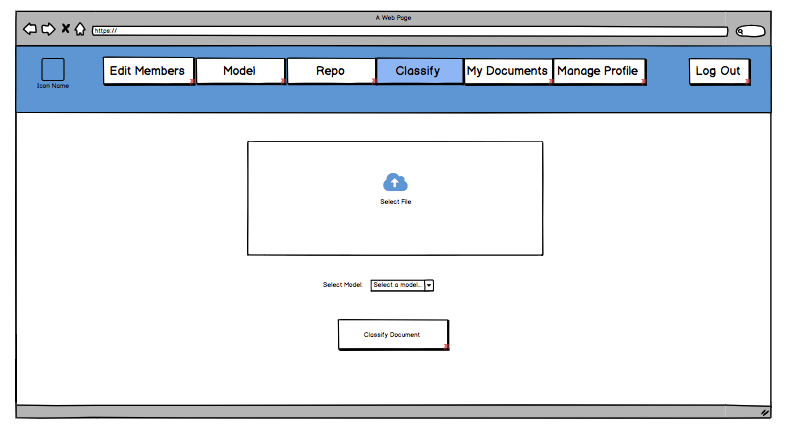 A Web Page
https://
Icon Name
Edit Members
Model
Repo
Classify
My Documents
Manage Profile
Log Out
Select File
Select Model:
Select a model...
Classify Document